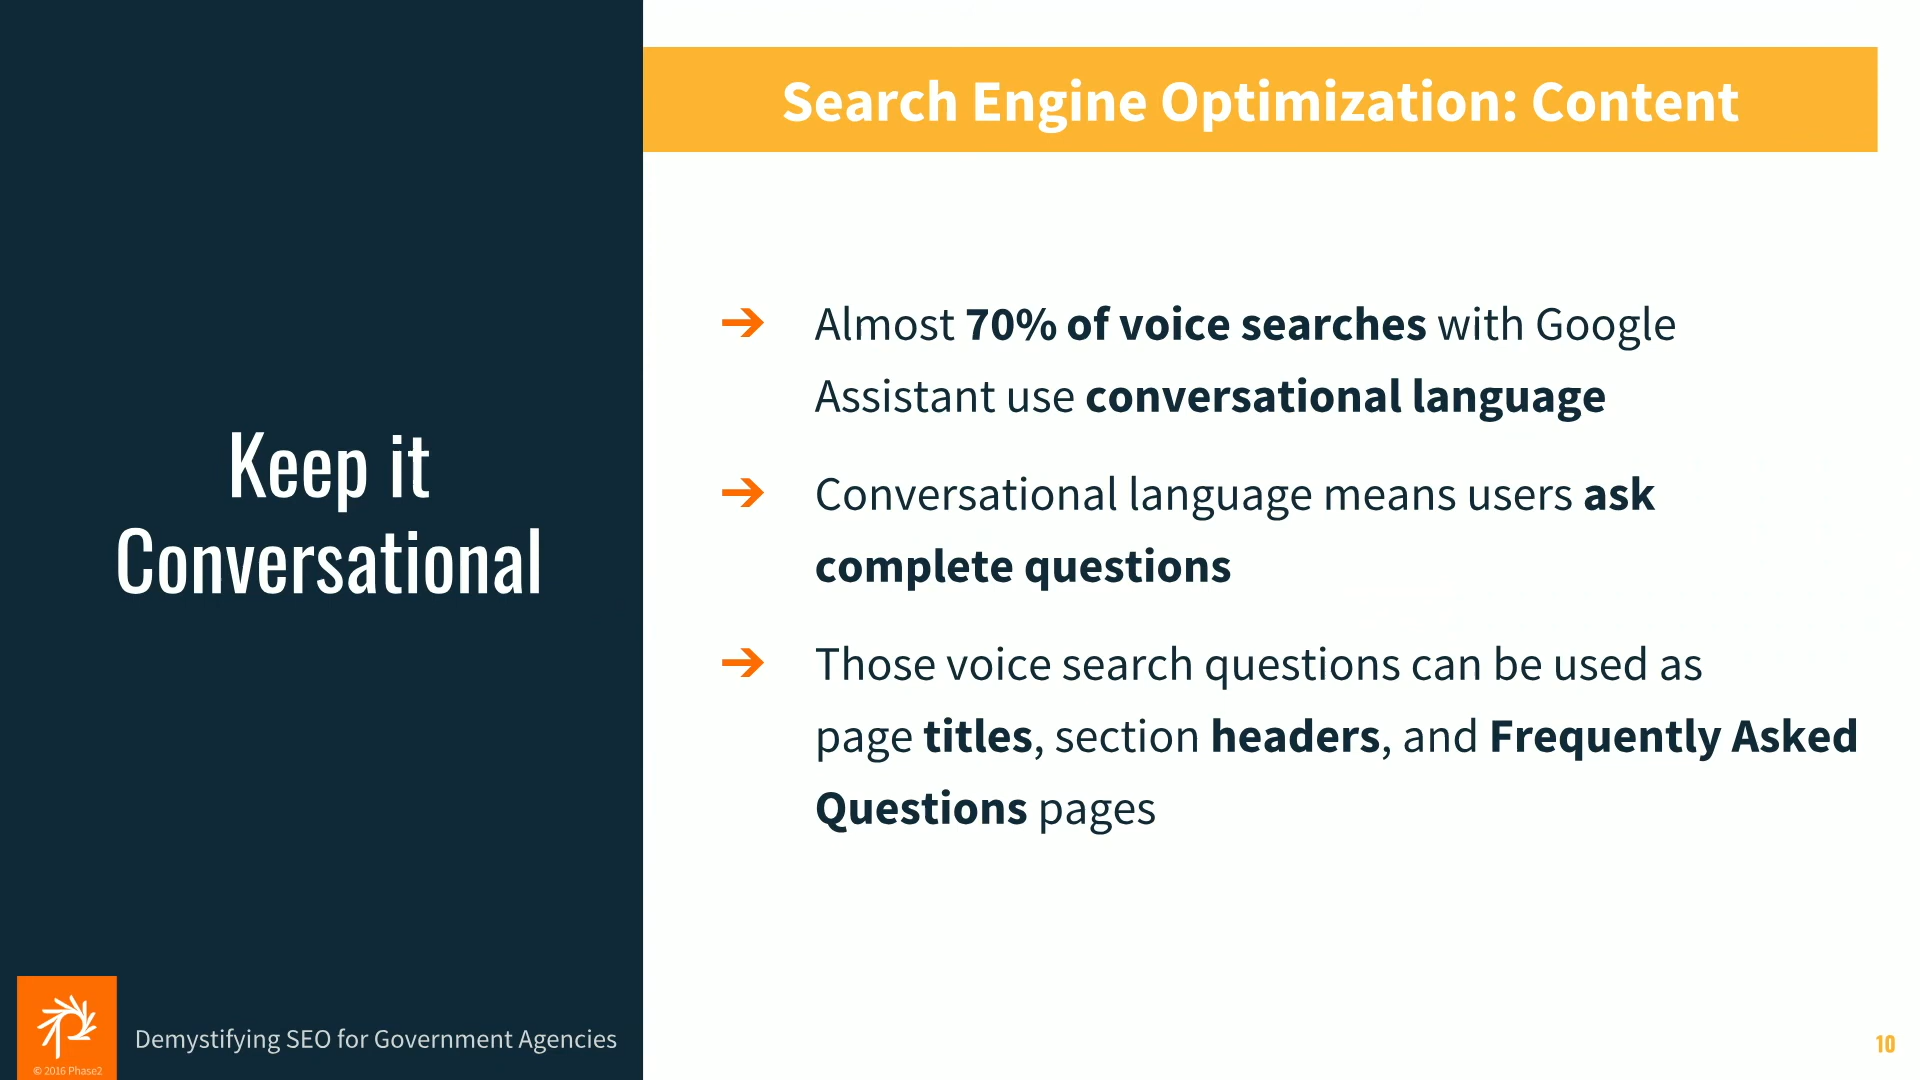 Search Engine Optimization: Content
Keep it
Conversational
➔ Almost 70% of voice searches with Google
Assistant use conversational language
➔ Conversational language means users ask
complete questions
➔ Those voice search questions can be used as
page titles, section headers, and Frequently Asked
Questions pages
Demystifying SEO for Government Agencies
© 2016 Phase2
10